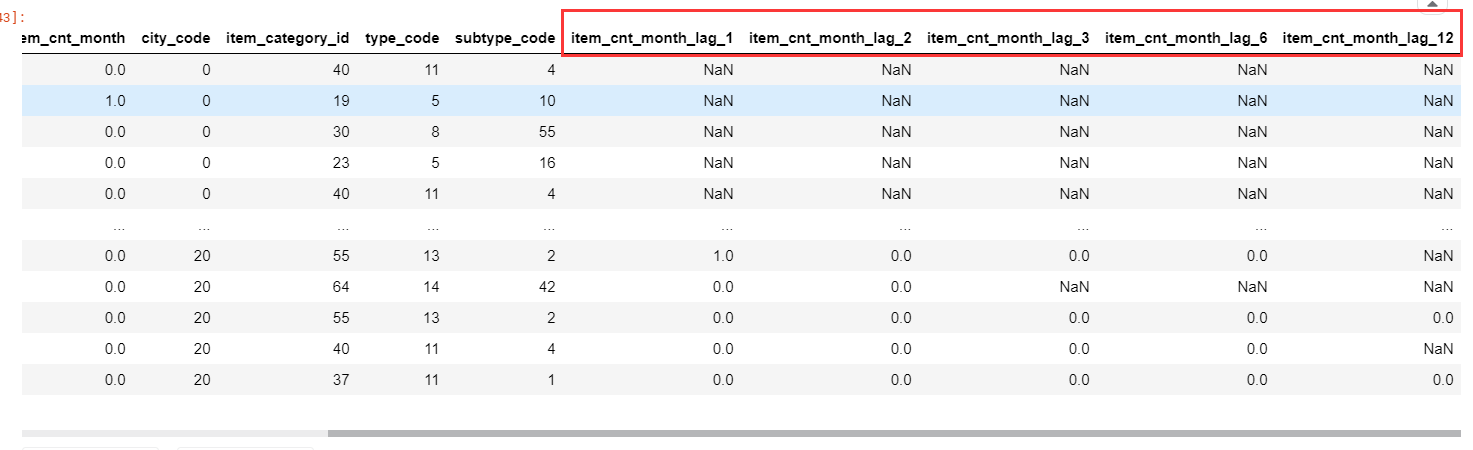 43]:
em_cnt_month city_code item_category_id type_code subtype_code item_cnt_month_lag_1 item_cnt_month_lag_2 item_cnt_month_lag_3 item_cnt_month_lag_6 item_cnt_month_lag_12
0.0 0 40 11 4 NaN NaN NaN NaN NaN
1.0 0 19 5 10 NaN NaN NaN NaN NaN
0.0 0 30 8 55 NaN NaN NaN NaN NaN
0.0 0 23 5 16 NaN NaN NaN NaN NaN
0.0 0 40 11 4 NaN NaN NaN NaN NaN
... ... ... ... ... ... ... ... ... ...
0.0 20 55 13 2 1.0 0.0 0.0 0.0 NaN
0.0 20 64 14 42 0.0 0.0 NaN NaN NaN
0.0 20 55 13 2 0.0 0.0 0.0 0.0 0.0
0.0 20 40 11 4 0.0 0.0 0.0 0.0 NaN
0.0 20 37 11 1 0.0 0.0 0.0 0.0 0.0